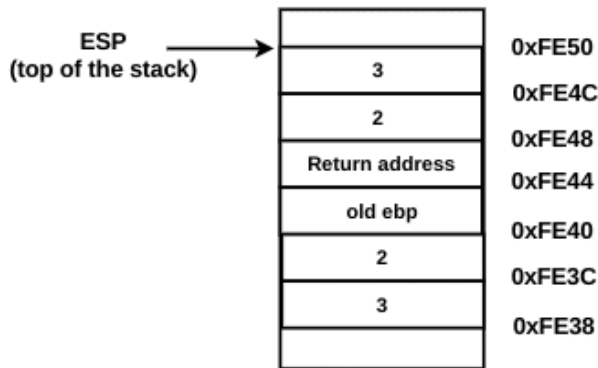 ESP
(top of the stack)
0xFE50
3
0xFE4C
2
0xFE48
Return address
0xFE44
old ebp
0xFE40
2
0xFE3C
3
0xFE38